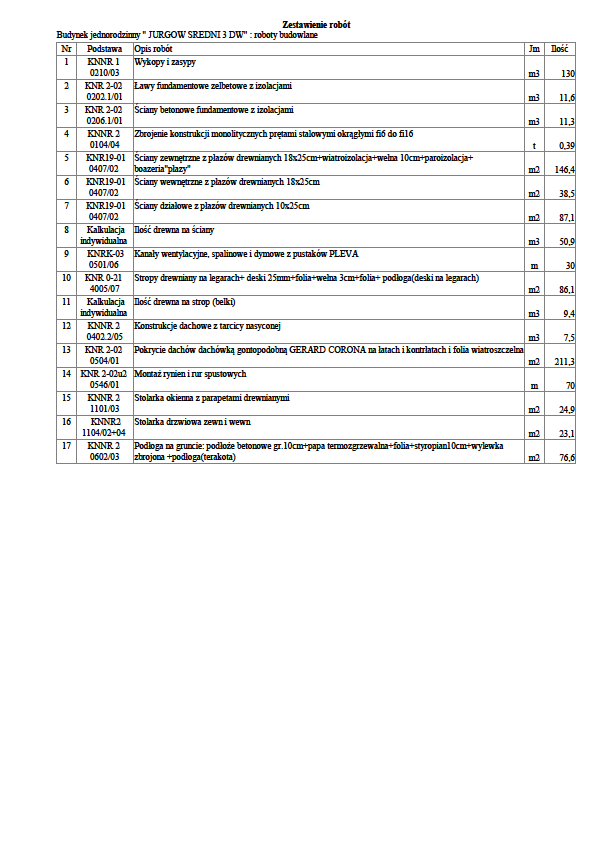 Zestawienie robót
Budynek jednorodzinny " JURGOW SREDNI 3 DW" : roboty budowlane
Nr Podstawa Opis robót Jm Ilość
1 KNNR 1 Wykopy i zasypy
0210/03 m3 130
2 KNR 2-02 Ławy fundamentowe zelbetowe z izolacjami
0202.1/01 m3 11,6
3 KNR 2-02 Ściany betonowe fundamentowe z izolacjami
0206.1/01 m3 11,3
4 KNNR 2 Zbrojenie konstrukcji monolitycznych prętami stalowymi okrągłymi fi6 do fi16
0104/04 t 0,39
5 KNR19-01 Ściany zewnętrzne z płazów drewnianych 18x25cm+wiatroizolacja+wełna 10cm+paroizolacja+
0407/02 boazeria"płazy" m2 146,4
6 KNR19-01 Ściany wewnętrzne z płazów drewnianych 18x25cm
0407/02 m2 38,5
7 KNR19-01 Ściany działowe z płazów drewnianych 10x25cm
0407/02 m2 87,1
8 Kalkulacja Ilość drewna na ściany
indywidualna m3 50,9
9 KNRK-03 Kanały wentylacyjne, spalinowe i dymowe z pustaków PLEVA
0501/06 m 30
10 KNR 0-21 Stropy drewniany na legarach+ deski 25mm+folia+wełna 3cm+folia+ podłoga(deski na legarach)
4005/07 m2 86,1
11 Kalkulacja Ilość drewna na strop (belki)
indywidualna m3 9,4
12 KNNR 2 Konstrukcje dachowe z tarcicy nasyconej
0402.2/05 m3 7,5
13 KNR 2-02 Pokrycie dachów dachówką gontopodobną GERARD CORONA na łatach i kontrłatach i folia wiatroszczelna
0504/01 m2 211,3
14 KNR 2-02u2 Montaż rynien i rur spustowych
0546/01 m 70
15 KNNR 2 Stolarka okienna z parapetami drewnianymi
1101/03 m2 24,9
16 KNNR2 Stolarka drzwiowa zewn i wewn
1104/02+04 m2 23,1
17 KNNR 2 Podłoga na gruncie: podłoże betonowe gr.10cm+papa termozgrzewalna+folia+styropian10cm+wylewka
0602/03 zbrojona +podłoga(terakota) m2 76,6